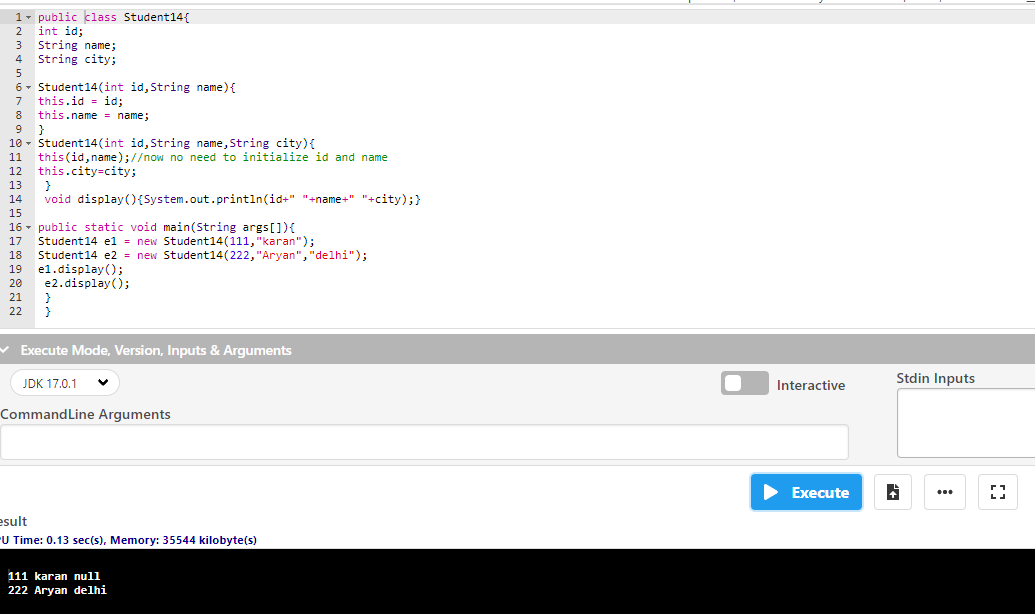 1 public class Student14{
2 int id;
3 String name;
4 String city;
5
6 Student14(int id,String name){
7 this.id = id;
8 this.name = name;
9 }
10 Student14(int id,String name,String city){
11 this(id,name);//now no need to initialize id and name
12 this.city=city;
13 }
14 void display(){System.out.println(id+" "+name+" "+city);}
15
16 public static void main(String args[]){
17 Student14 e1 = new Student14(111,"karan");
18 Student14 e2 = new Student14(222,"Aryan","delhi");
19 e1.display();
20 e2.display();
21 }
22 }
Execute Mode, Version, Inputs & Arguments
JDK 17.0.1
Interactive
Stdin Inputs
CommandLine Arguments
Execute
esult
U Time: 0.13 sec(s), Memory: 35544 kilobyte(s)
111 karan null
222 Aryan delhi